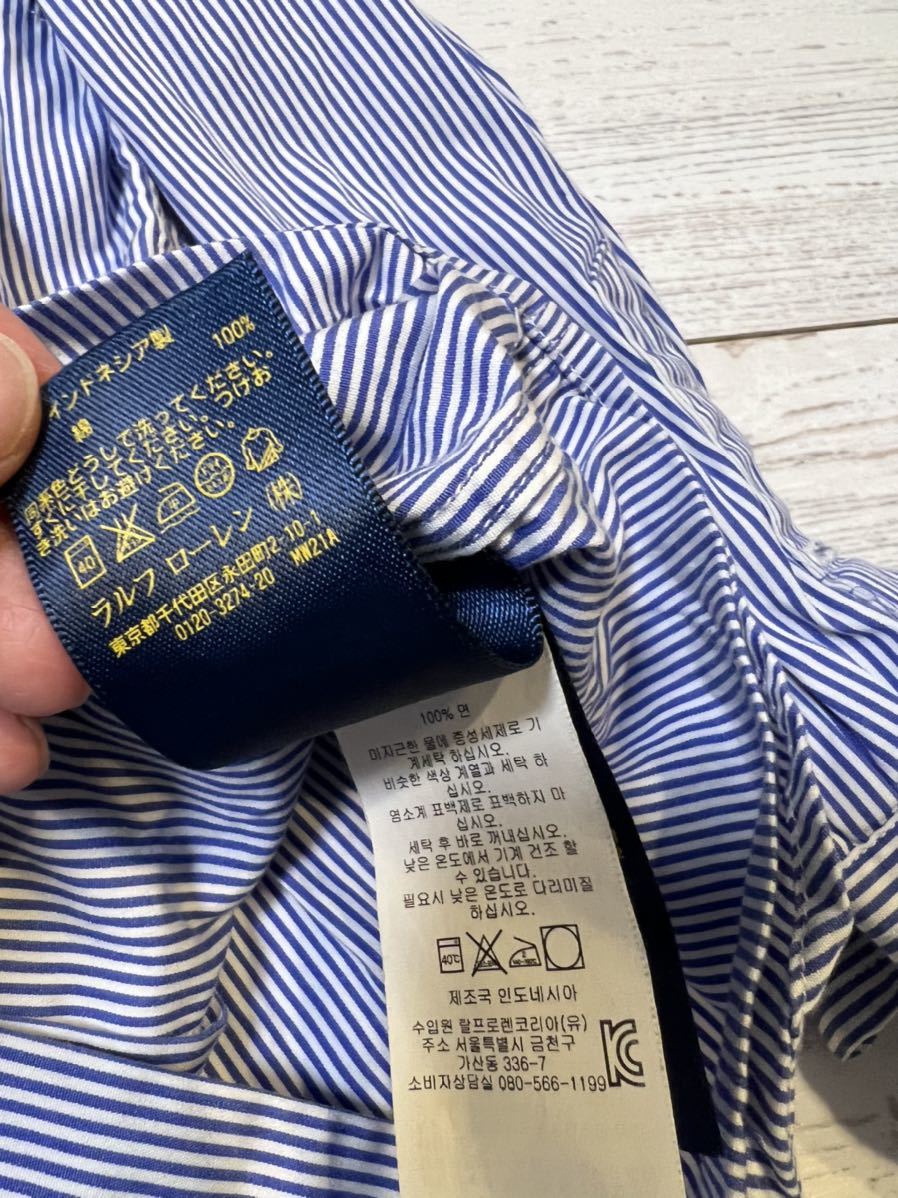 インドネシア製
綿 100%
同系色どうしで洗ってください。
すぐに干してください。つけお
き洗いはお避けください。
40
ラルフ ローレン (株)
東京都千代田区永田町2-10-1
0120-3274-20 MW21A
100% 면
미지근한 물에 중성세제로 기
계세탁 하십시오.
비슷한 색상 계열과 세탁 하
십시오.
염소계 표백제로 표백하지 마
십시오.
세탁 후 바로 꺼내십시오.
낮은 온도에서 기계 건조 할
수 있습니다.
필요시 낮은 온도로 다리미질
하십시오.
40℃
제조국 인도네시아
수입원 랄프로렌코리아(유)
주소 서울특별시 금천구
가산동 336-7
소비자상담실 080-566-1199